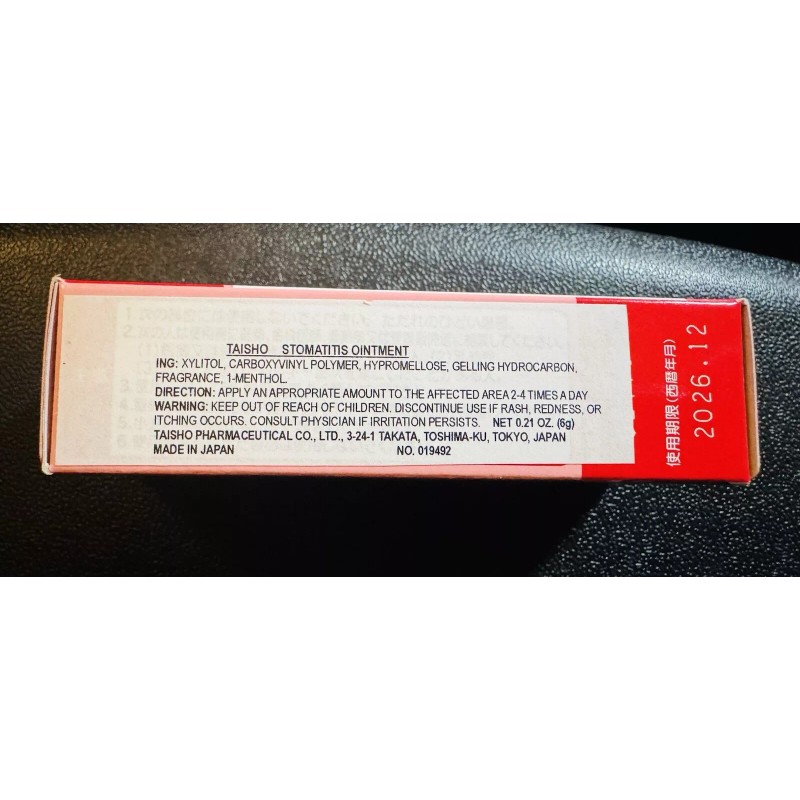 TAISHO STOMATITIS OINTMENT
ING: XYLITOL, CARBOXYVINYL POLYMER, HYPROMELLOSE, GELLING HYDROCARBON,
FRAGRANCE, 1-MENTHOL.
DIRECTION: APPLY AN APPROPRIATE AMOUNT TO THE AFFECTED AREA 2-4 TIMES A DAY
WARNING: KEEP OUT OF REACH OF CHILDREN. DISCONTINUE USE IF RASH, REDNESS, OR
ITCHING OCCURS. CONSULT PHYSICIAN IF IRRITATION PERSISTS. NET 0.21 OZ. (6g)
TAISHO PHARMACEUTICAL CO., LTD., 3-24-1 TAKATA, TOSHIMA-KU, TOKYO, JAPAN
MADE IN JAPAN NO. 019492
使用期限(西暦年月)
2026.12